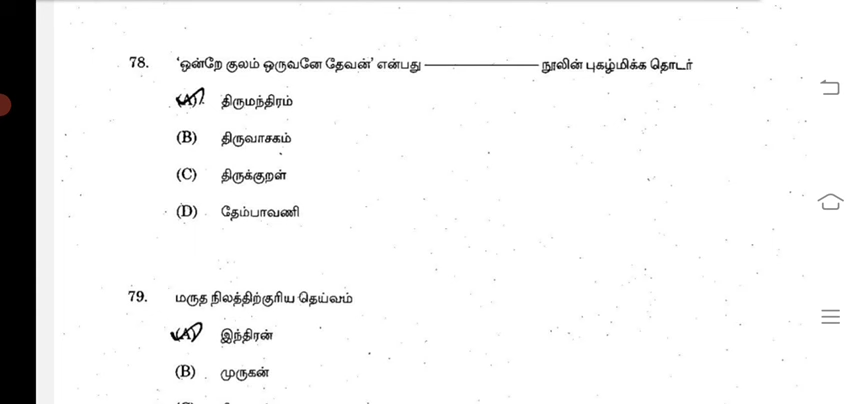 78. 'ஒன்றே குலம் ஒருவனே தேவன்' என்பது ———————— நூலின் புகழ்மிக்க தொடர்
(A) திருமந்திரம்
(B) திருவாசகம்
(C) திருக்குறள்
(D) தேம்பாவணி
79. மருத நிலத்திற்குரிய தெய்வம்
(A) இந்திரன்
(B) முருகன்